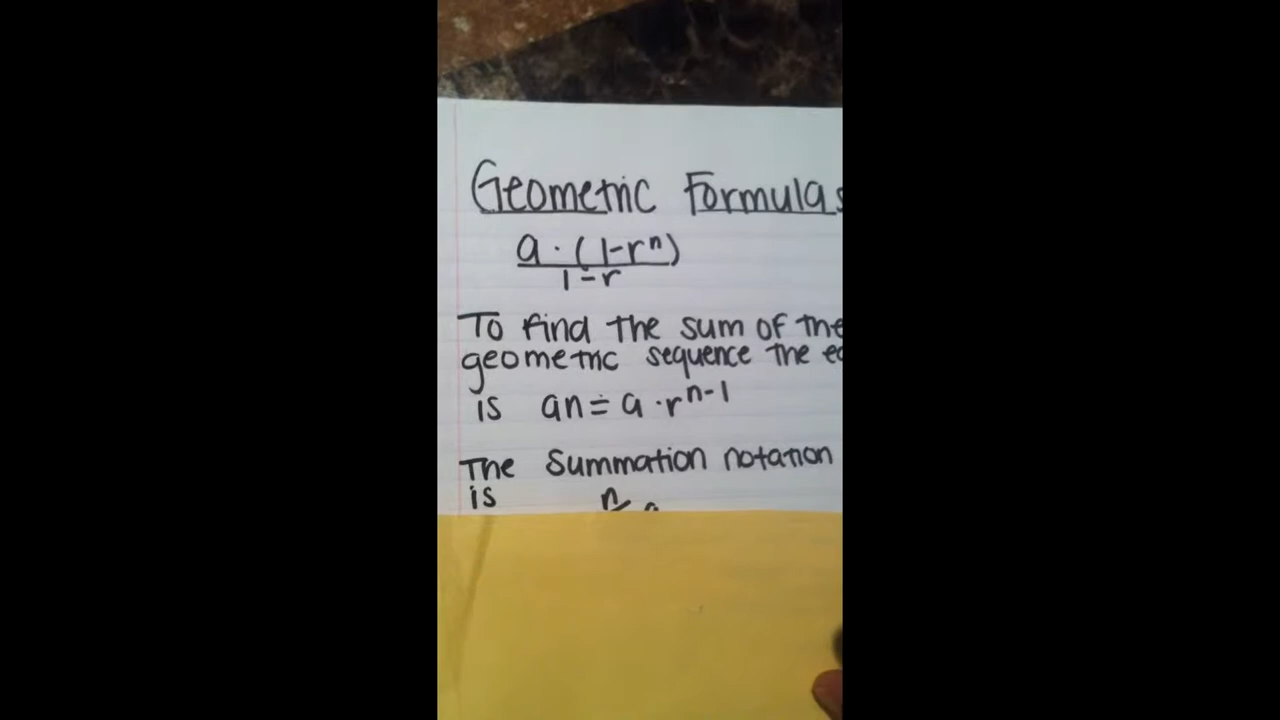 Geometric Formulas
a · (1-rⁿ)
1-r
To find the sum of the
geometric sequence the
is an = a · rⁿ⁻¹
The summation notation
is n